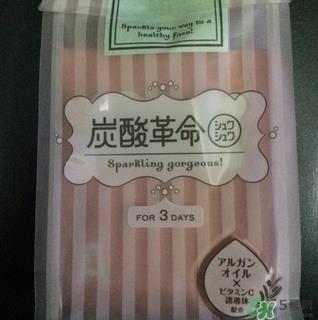 Sparkle your way to a
healthy Face!
炭酸革命
シュワ
シュワ
Sparkling gorgeous!
FOR 3 DAYS
アルガン
オイル
×
ビタミンC
誘導体
配合
5号